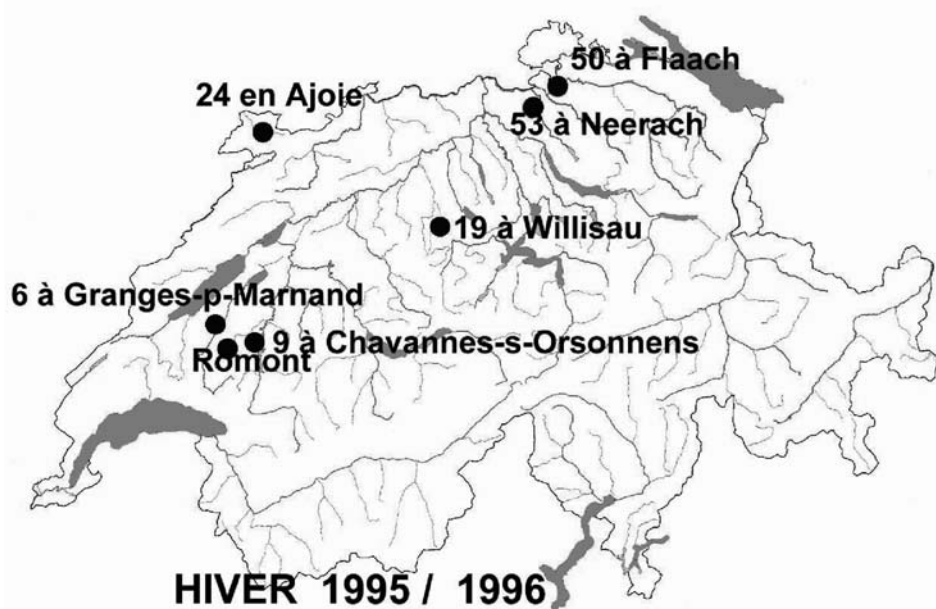 50 à Flaach
24 en Ajoie
53 à Neerach
19 à Willisau
6 à Granges-p-Marnand
9 à Chavannes-s-Orsonnens
Romont
HIVER 1995 / 1996